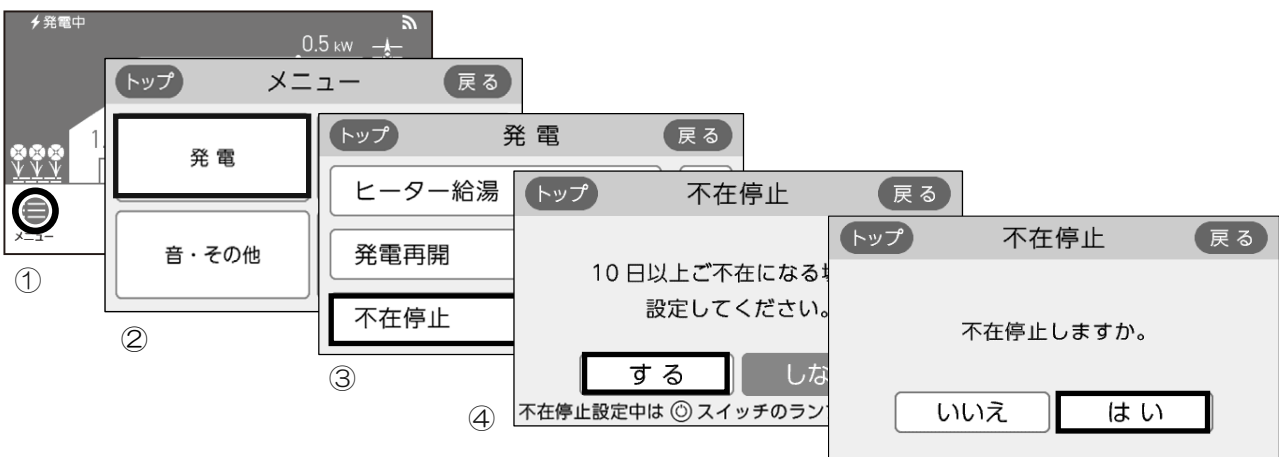 発電中
0.5 kW
1.
メニュー
①
トップ メニュー 戻る
発電
音・その他
②
トップ 発電 戻る
ヒーター給湯
発電再開
不在停止
③
トップ 不在停止 戻る
10日以上ご不在になる
設定してください。
する しな
不在停止設定中は スイッチのラン
④
トップ 不在停止 戻る
不在停止しますか。
いいえ はい